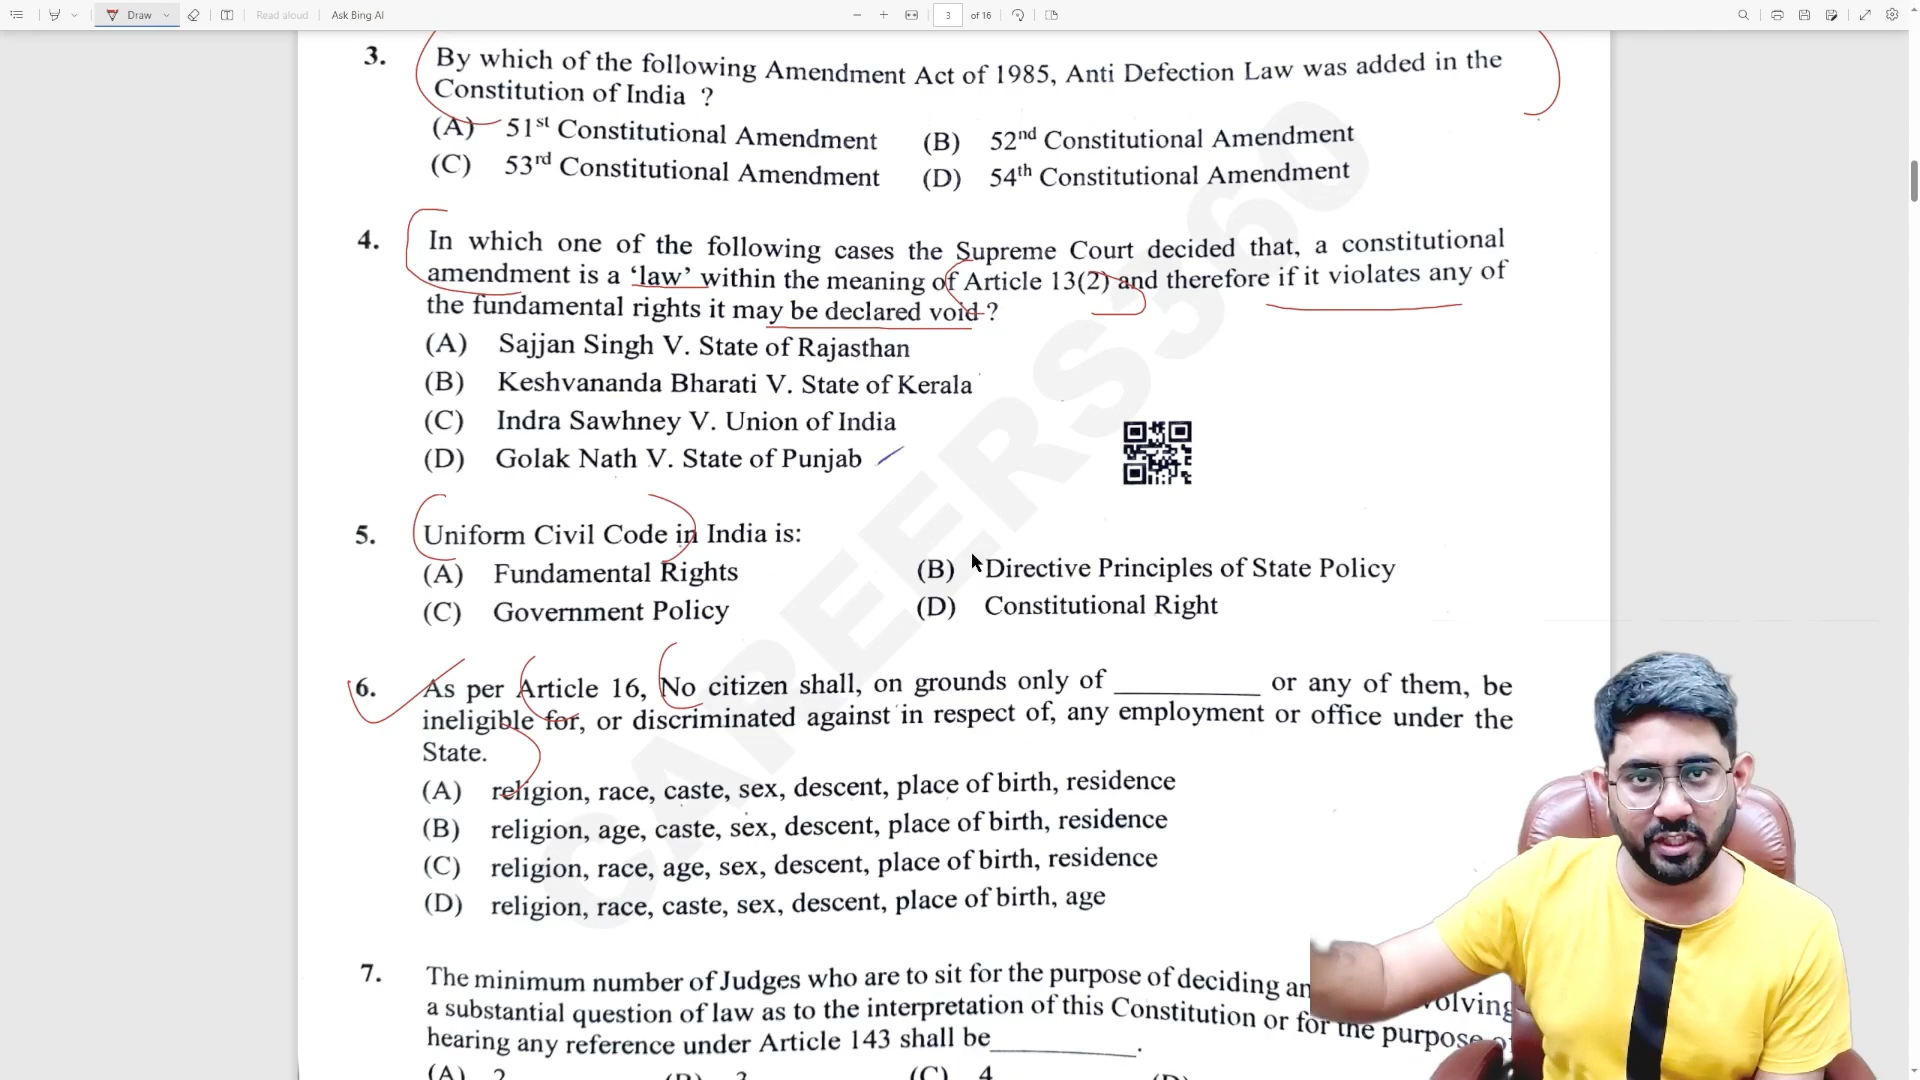 Draw
Read aloud
Ask Bing AI
3 of 16
3. By which of the following Amendment Act of 1985, Anti Defection Law was added in the
Constitution of India ?
(A) 51st Constitutional Amendment (B) 52nd Constitutional Amendment
(C) 53rd Constitutional Amendment (D) 54th Constitutional Amendment
4. In which one of the following cases the Supreme Court decided that, a constitutional
amendment is a ‘law’ within the meaning of Article 13(2) and therefore if it violates any of
the fundamental rights it may be declared void ?
(A) Sajjan Singh V. State of Rajasthan
(B) Keshvananda Bharati V. State of Kerala
(C) Indra Sawhney V. Union of India
(D) Golak Nath V. State of Punjab
5. Uniform Civil Code in India is:
(A) Fundamental Rights (B) Directive Principles of State Policy
(C) Government Policy (D) Constitutional Right
6. As per Article 16, No citizen shall, on grounds only of __________ or any of them, be
ineligible for, or discriminated against in respect of, any employment or office under the
State.
(A) religion, race, caste, sex, descent, place of birth, residence
(B) religion, age, caste, sex, descent, place of birth, residence
(C) religion, race, age, sex, descent, place of birth, residence
(D) religion, race, caste, sex, descent, place of birth, age
7. The minimum number of Judges who are to sit for the purpose of deciding an
a substantial question of law as to the interpretation of this Constitution or for the purpose
hearing any reference under Article 143 shall be__________.
(A) 2 (C) 4
CAREERS360